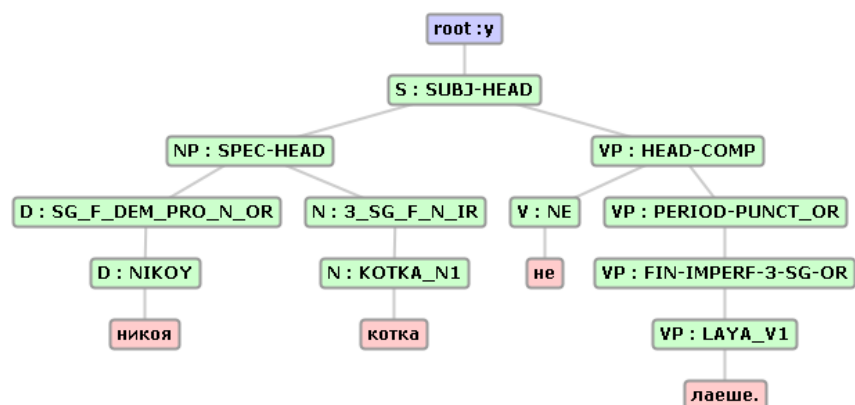 root:y
S : SUBJ-HEAD
NP : SPEC-HEAD VP : HEAD-COMP
D : SG_F_DEM_PRO_N_OR N : 3_SG_F_N_IR V : NE VP : PERIOD-PUNCT_OR
D : NIKOY N : KOTKA_N1 не VP : FIN-IMPERF-3-SG-OR
никоя котка VP : LAYA_V1
лаеше.